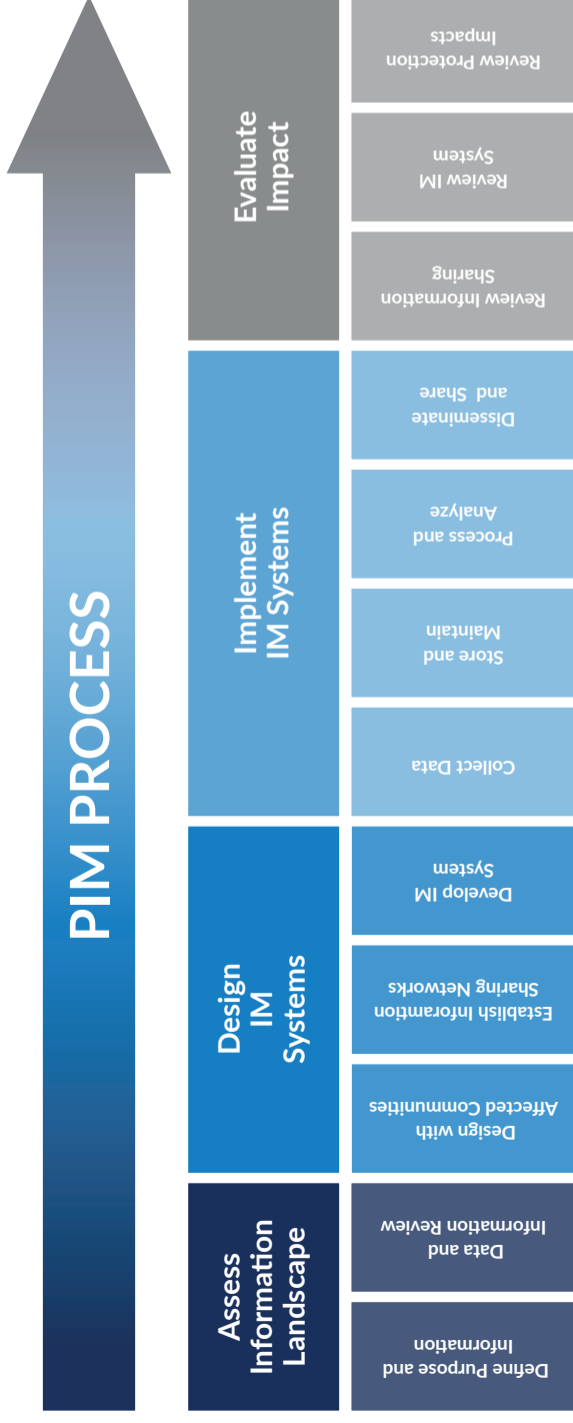 PIM PROCESS
Assess
Information
Landscape
Define Purpose and
Information
Data and
Information Review
Design
IM
Systems
Design with
Affected Communities
Establish Inforamtion
Sharing Networks
Develop IM
System
Implement
IM Systems
Collect Data
Store and
Maintain
Process and
Analyze
Disseminate
and Share
Evaluate
Impact
Review Information
Sharing
Review IM
System
Review Protection
Impacts